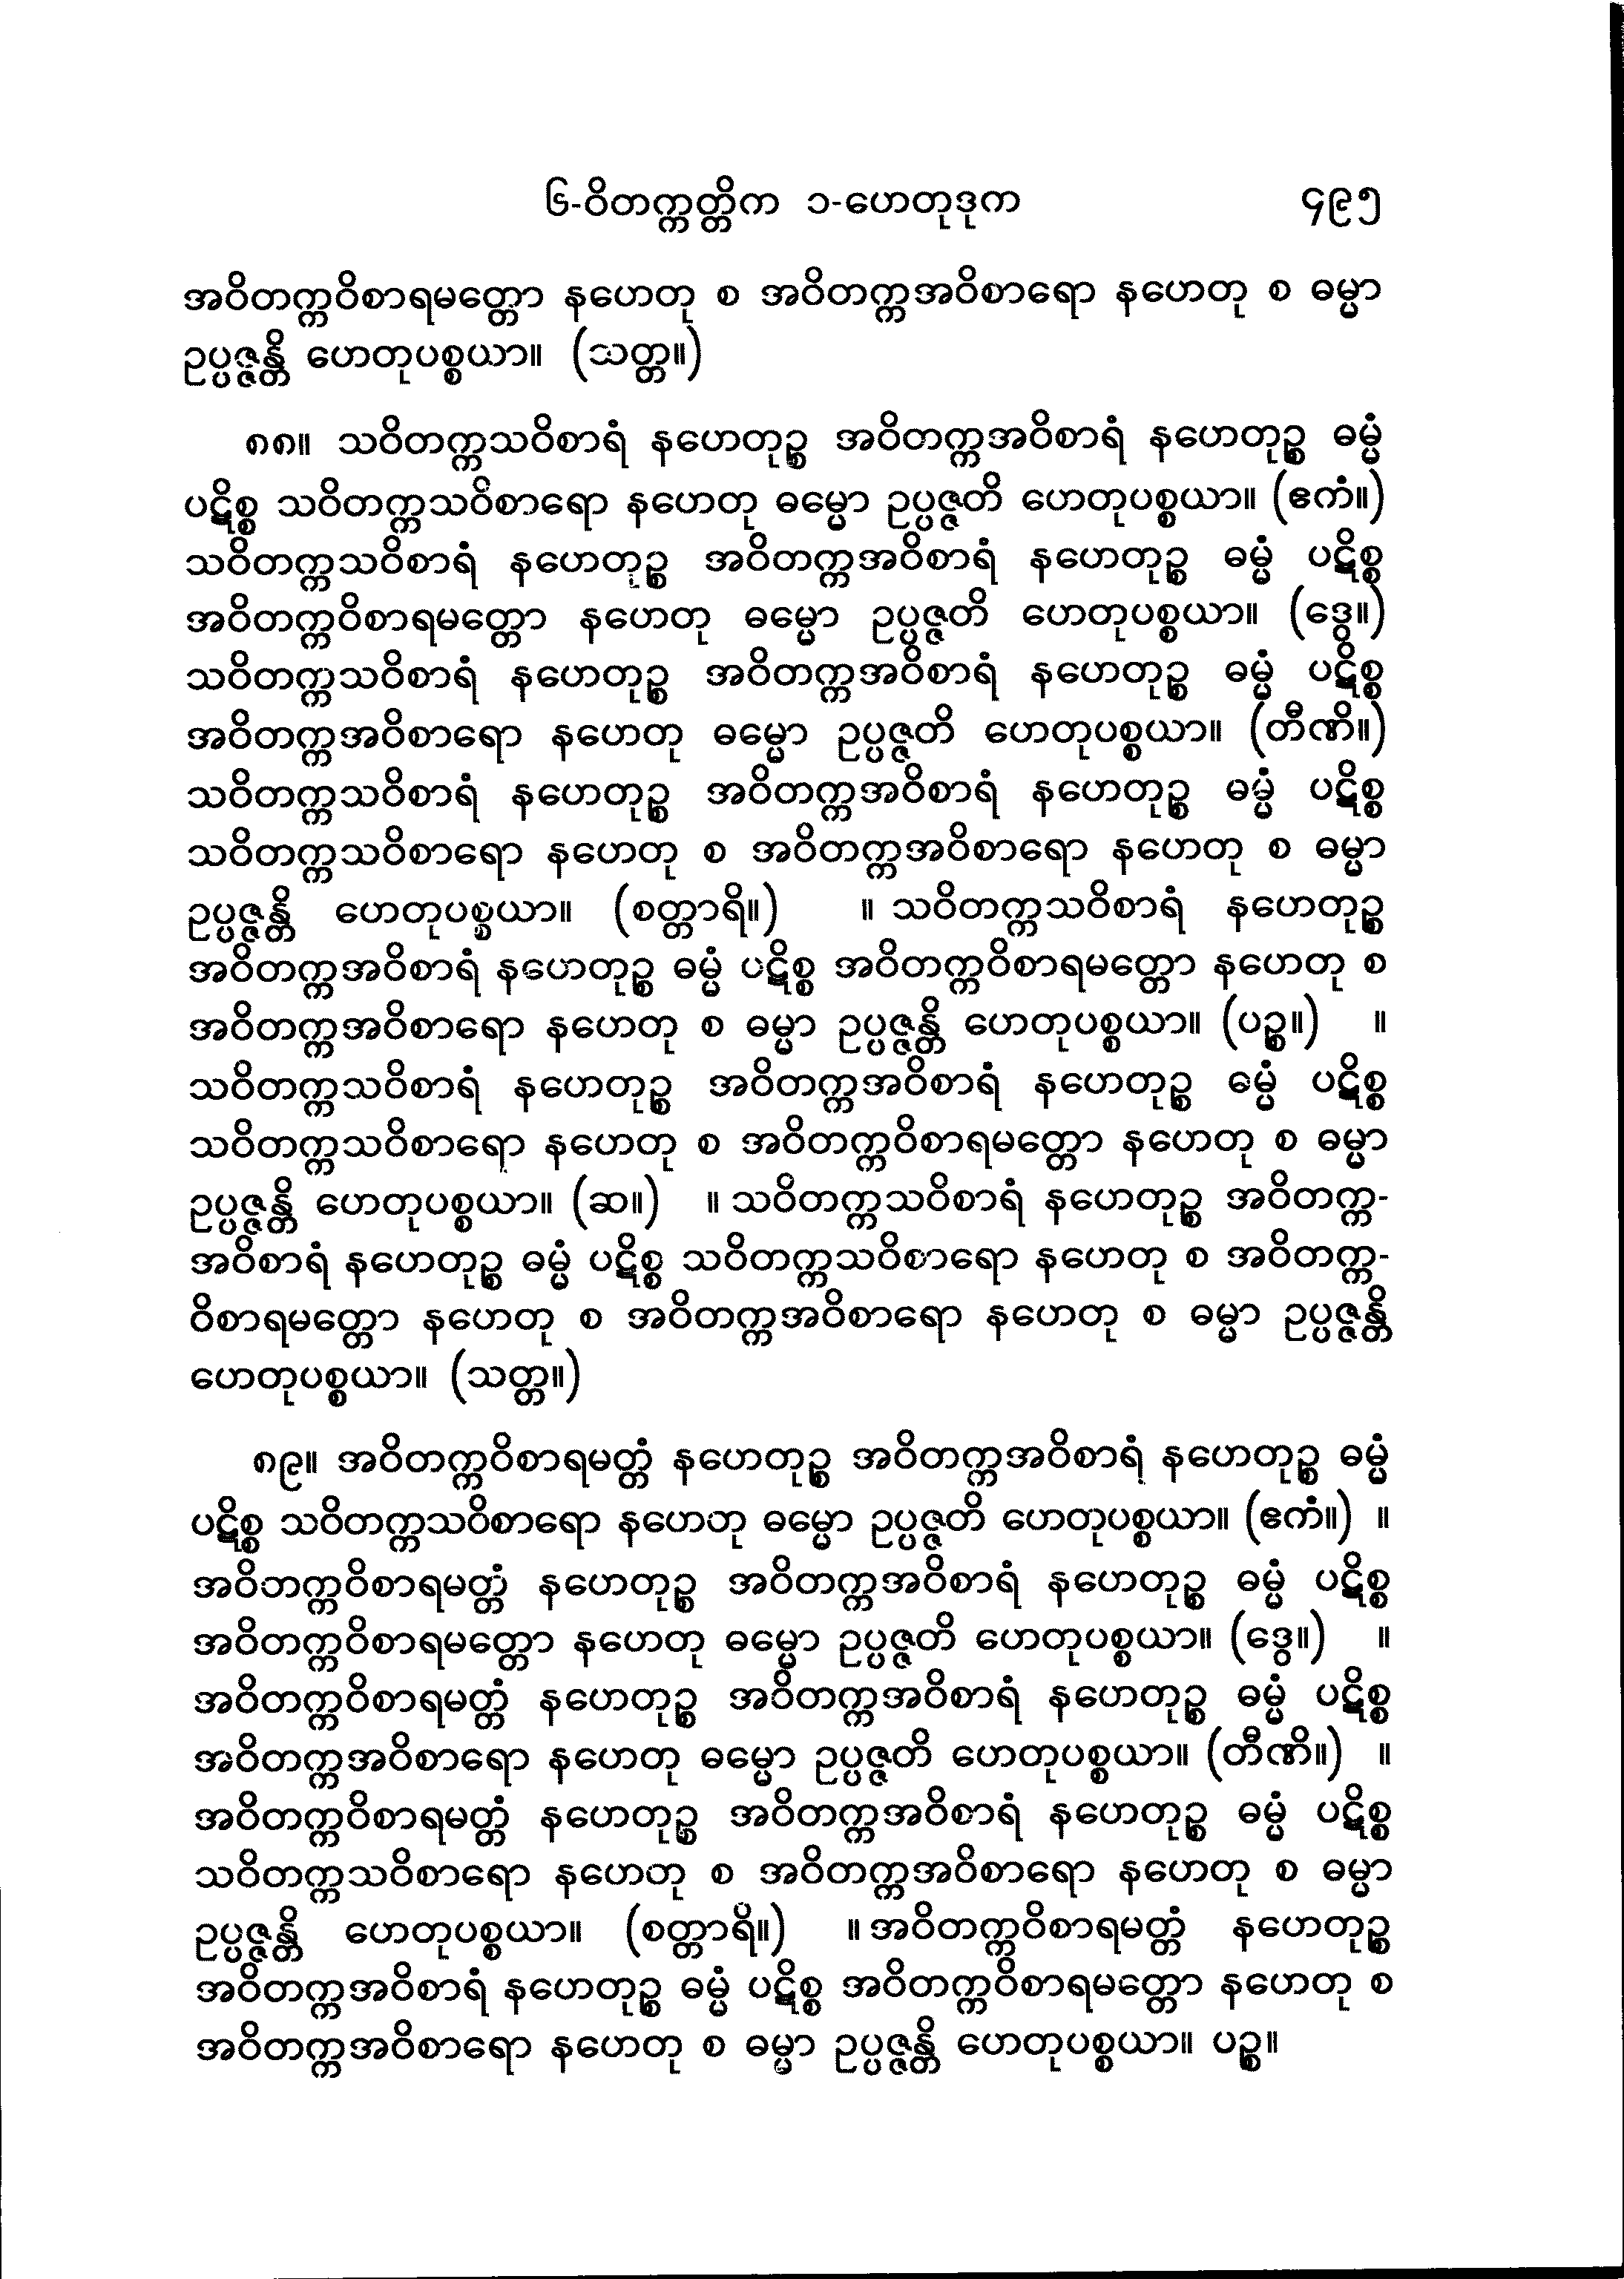 ၆-ဝိတက္ကတ္တိက ၁-ဟေတုဒုက ၄၉၅
အဝိတက္ကဝိစာရမတ္တော နဟေတု စ အဝိတက္ကအဝိစာရော နဟေတု စ ဓမ္မာ
ဥပ္ပဇ္ဇန္တိ ဟေတုပစ္စယာ။ (သတ္တ။)
၈၈။ သဝိတက္ကသဝိစာရံ နဟေတုဉ္စ အဝိတက္ကအဝိစာရံ နဟေတုဉ္စ ဓမ္မံ
ပဋိစ္စ သဝိတက္ကသဝိစာရော နဟေတု ဓမ္မော ဥပ္ပဇ္ဇတိ ဟေတုပစ္စယာ။ (ဧကံ။)
သဝိတက္ကသဝိစာရံ နဟေတုဉ္စ အဝိတက္ကအဝိစာရံ နဟေတုဉ္စ ဓမ္မံ ပဋိစ္စ
အဝိတက္ကဝိစာရမတ္တော နဟေတု ဓမ္မော ဥပ္ပဇ္ဇတိ ဟေတုပစ္စယာ။ (ဒွေ။)
သဝိတက္ကသဝိစာရံ နဟေတုဉ္စ အဝိတက္ကအဝိစာရံ နဟေတုဉ္စ ဓမ္မံ ပဋိစ္စ
အဝိတက္ကအဝိစာရော နဟေတု ဓမ္မော ဥပ္ပဇ္ဇတိ ဟေတုပစ္စယာ။ (တီဏိ။)
သဝိတက္ကသဝိစာရံ နဟေတုဉ္စ အဝိတက္ကအဝိစာရံ နဟေတုဉ္စ ဓမ္မံ ပဋိစ္စ
သဝိတက္ကသဝိစာရော နဟေတု စ အဝိတက္ကအဝိစာရော နဟေတု စ ဓမ္မာ
ဥပ္ပဇ္ဇန္တိ ဟေတုပစ္စယာ။ (စတ္တာရိ။) ။ သဝိတက္ကသဝိစာရံ နဟေတုဉ္စ
အဝိတက္ကအဝိစာရံ နဟေတုဉ္စ ဓမ္မံ ပဋိစ္စ အဝိတက္ကဝိစာရမတ္တော နဟေတု စ
အဝိတက္ကအဝိစာရော နဟေတု စ ဓမ္မာ ဥပ္ပဇ္ဇန္တိ ဟေတုပစ္စယာ။ (ပဉ္စ။) ။
သဝိတက္ကသဝိစာရံ နဟေတုဉ္စ အဝိတက္ကအဝိစာရံ နဟေတုဉ္စ ဓမ္မံ ပဋိစ္စ
သဝိတက္ကသဝိစာရော နဟေတု စ အဝိတက္ကဝိစာရမတ္တော နဟေတု စ ဓမ္မာ
ဥပ္ပဇ္ဇန္တိ ဟေတုပစ္စယာ။ (ဆ။) ။ သဝိတက္ကသဝိစာရံ နဟေတုဉ္စ အဝိတက္က-
အဝိစာရံ နဟေတုဉ္စ ဓမ္မံ ပဋိစ္စ သဝိတက္ကသဝိစာရော နဟေတု စ အဝိတက္က-
ဝိစာရမတ္တော နဟေတု စ အဝိတက္ကအဝိစာရော နဟေတု စ ဓမ္မာ ဥပ္ပဇ္ဇန္တိ
ဟေတုပစ္စယာ။ (သတ္တ။)
၈၉။ အဝိတက္ကဝိစာရမတ္တံ နဟေတုဉ္စ အဝိတက္ကအဝိစာရံ နဟေတုဉ္စ ဓမ္မံ
ပဋိစ္စ သဝိတက္ကသဝိစာရော နဟေတု ဓမ္မော ဥပ္ပဇ္ဇတိ ဟေတုပစ္စယာ။ (ဧကံ။) ။
အဝိတက္ကဝိစာရမတ္တံ နဟေတုဉ္စ အဝိတက္ကအဝိစာရံ နဟေတုဉ္စ ဓမ္မံ ပဋိစ္စ
အဝိတက္ကဝိစာရမတ္တော နဟေတု ဓမ္မော ဥပ္ပဇ္ဇတိ ဟေတုပစ္စယာ။ (ဒွေ။) ။
အဝိတက္ကဝိစာရမတ္တံ နဟေတုဉ္စ အဝိတက္ကအဝိစာရံ နဟေတုဉ္စ ဓမ္မံ ပဋိစ္စ
အဝိတက္ကအဝိစာရော နဟေတု ဓမ္မော ဥပ္ပဇ္ဇတိ ဟေတုပစ္စယာ။ (တီဏိ။) ။
အဝိတက္ကဝိစာရမတ္တံ နဟေတုဉ္စ အဝိတက္ကအဝိစာရံ နဟေတုဉ္စ ဓမ္မံ ပဋိစ္စ
သဝိတက္ကသဝိစာရော နဟေတု စ အဝိတက္ကအဝိစာရော နဟေတု စ ဓမ္မာ
ဥပ္ပဇ္ဇန္တိ ဟေတုပစ္စယာ။ (စတ္တာရိ။) ။ အဝိတက္ကဝိစာရမတ္တံ နဟေတုဉ္စ
အဝိတက္ကအဝိစာရံ နဟေတုဉ္စ ဓမ္မံ ပဋိစ္စ အဝိတက္ကဝိစာရမတ္တော နဟေတု စ
အဝိတက္ကအဝိစာရော နဟေတု စ ဓမ္မာ ဥပ္ပဇ္ဇန္တိ ဟေတုပစ္စယာ။ ပဉ္စ။